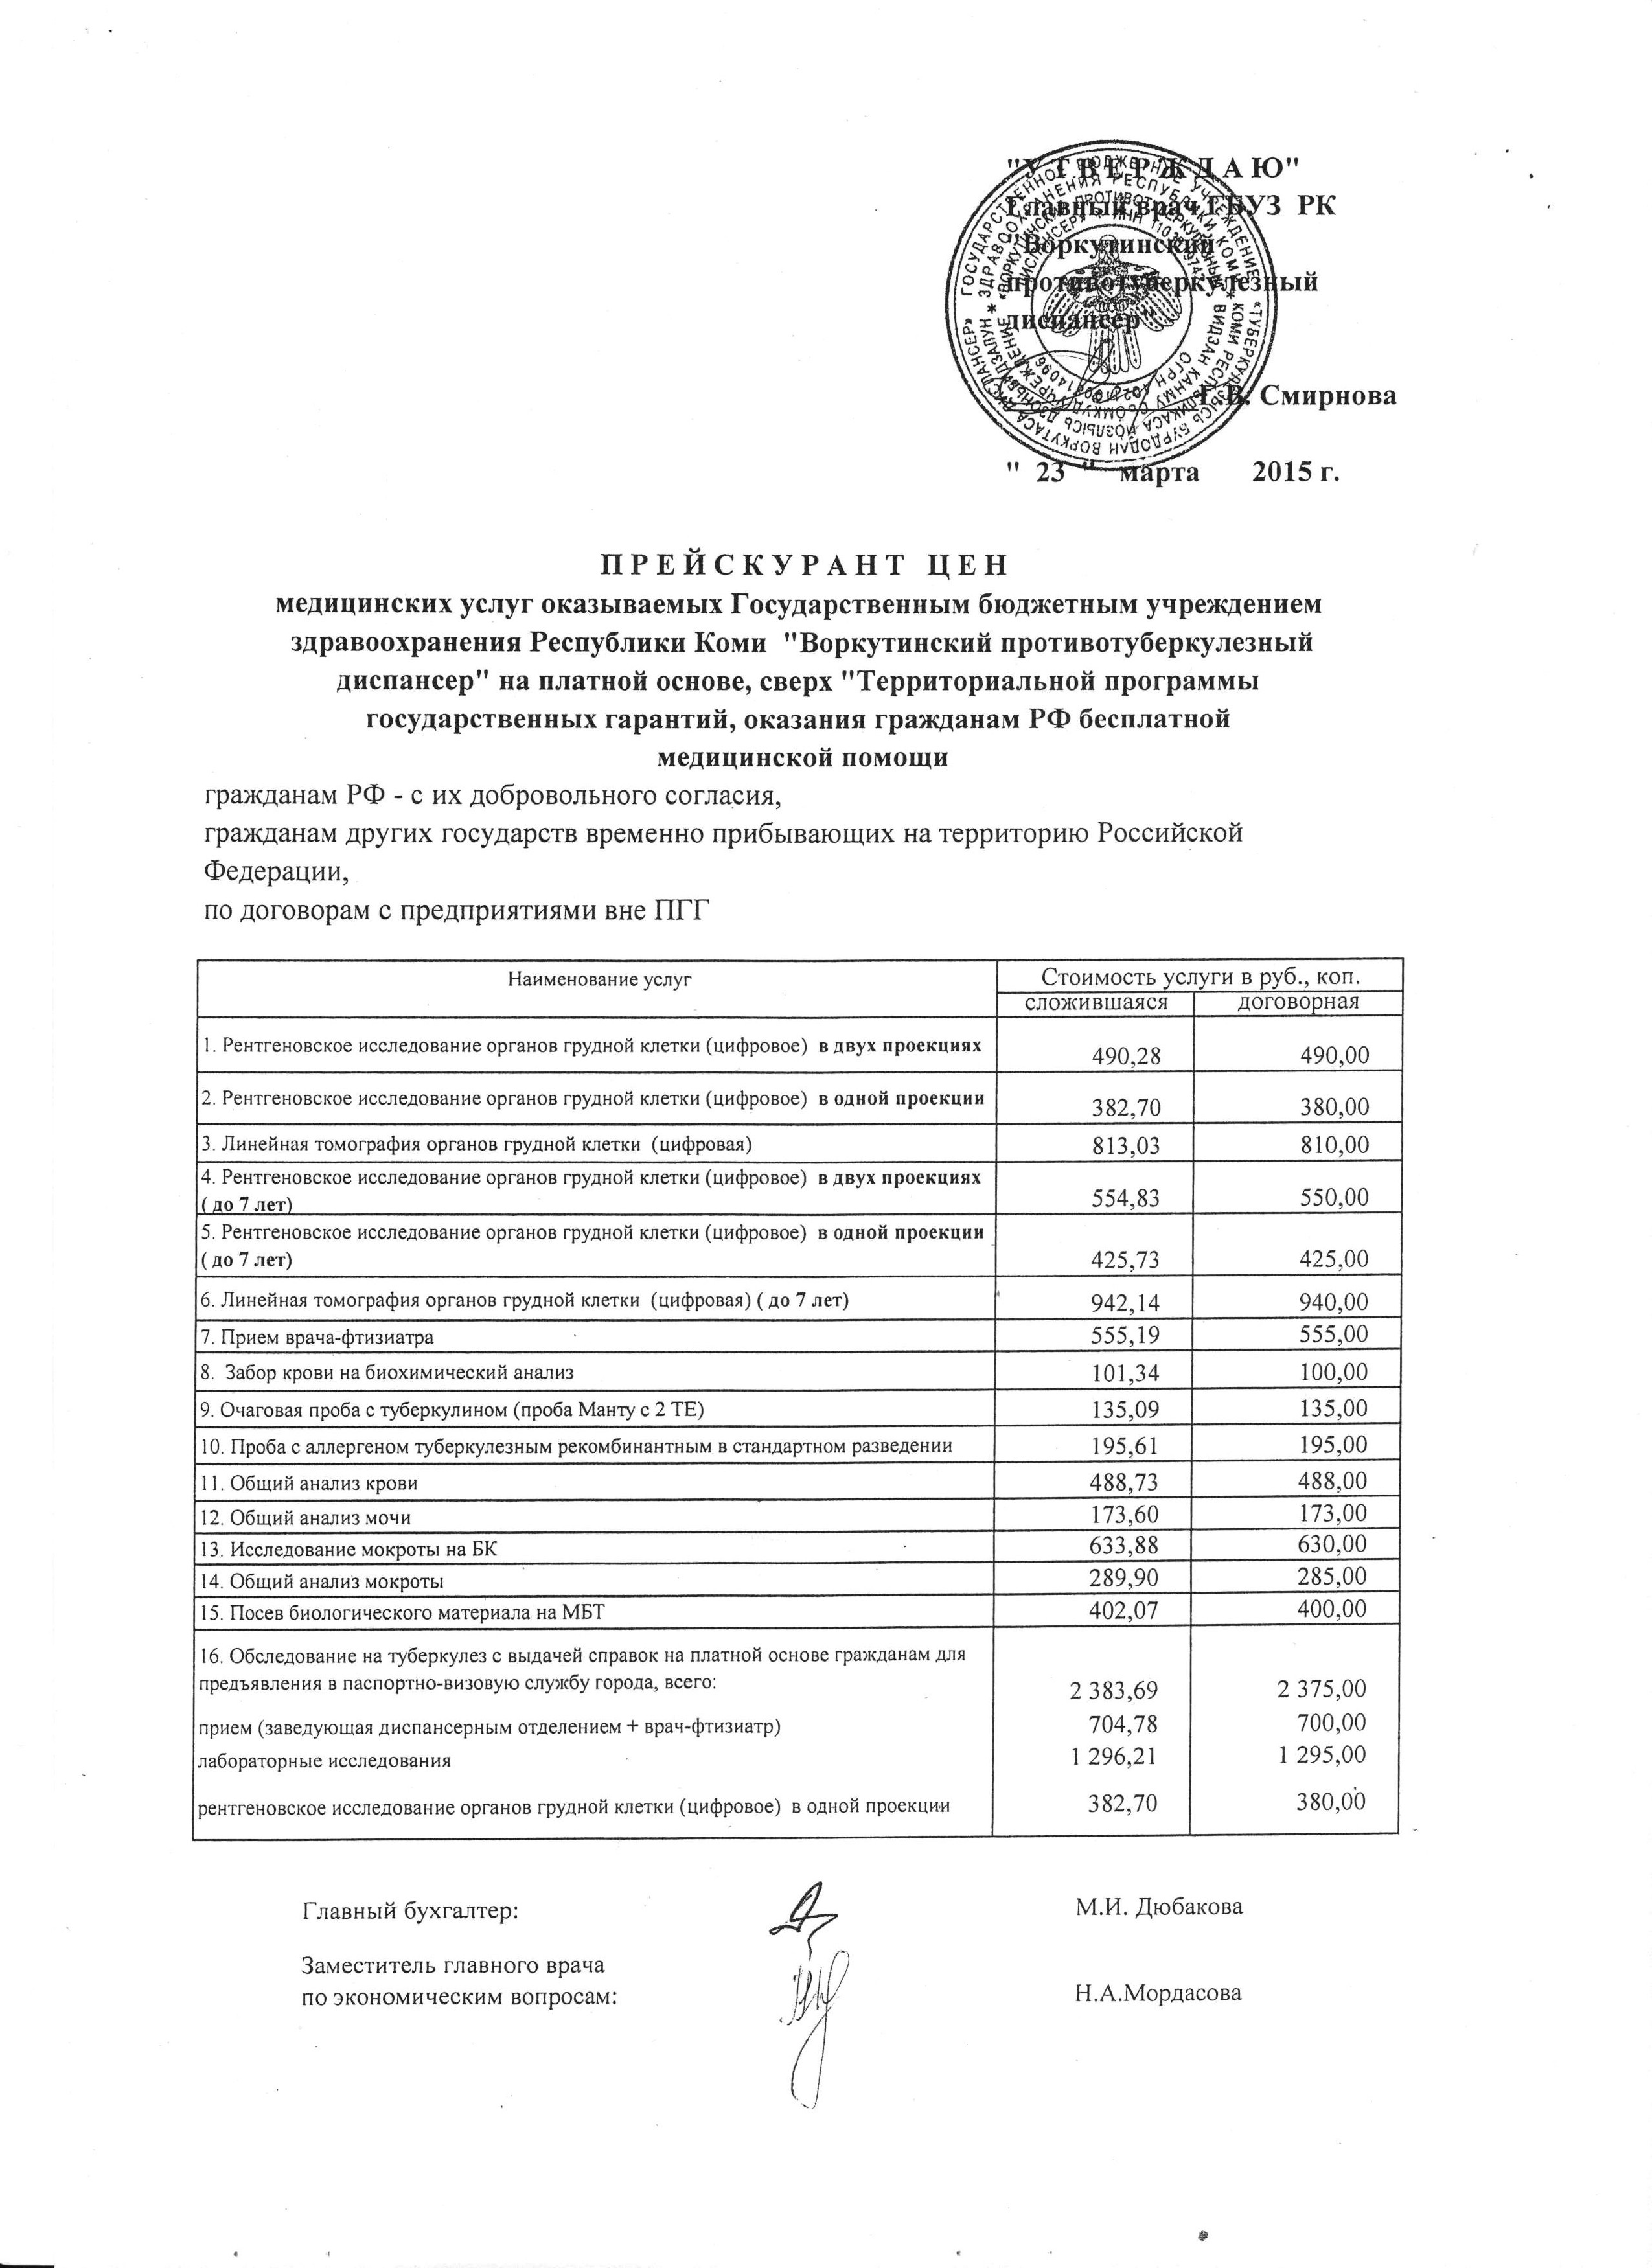 "У Т В Е Р Ж Д А Ю"
Главный врач ГБУЗ РК
"Воркутинский
противотуберкулезный
диспансер"
Г.В. Смирнова
" 23 " марта 2015 г.
П Р Е Й С К У Р А Н Т Ц Е Н
медицинских услуг оказываемых Государственным бюджетным учреждением
здравоохранения Республики Коми "Воркутинский противотуберкулезный
диспансер" на платной основе, сверх "Территориальной программы
государственных гарантий, оказания гражданам РФ бесплатной
медицинской помощи
гражданам РФ - с их добровольного согласия,
гражданам других государств временно прибывающих на территорию Российской
Федерации,
по договорам с предприятиями вне ПГГ
Наименование услуг Стоимость услуги в руб., коп.
сложившаяся договорная
1. Рентгеновское исследование органов грудной клетки (цифровое) в двух проекциях 490,28 490,00
2. Рентгеновское исследование органов грудной клетки (цифровое) в одной проекции 382,70 380,00
3. Линейная томография органов грудной клетки (цифровая) 813,03 810,00
4. Рентгеновское исследование органов грудной клетки (цифровое) в двух проекциях
( до 7 лет) 554,83 550,00
5. Рентгеновское исследование органов грудной клетки (цифровое) в одной проекции
( до 7 лет) 425,73 425,00
6. Линейная томография органов грудной клетки (цифровая) ( до 7 лет) 942,14 940,00
7. Прием врача-фтизиатра 555,19 555,00
8. Забор крови на биохимический анализ 101,34 100,00
9. Очаговая проба с туберкулином (проба Манту с 2 ТЕ) 135,09 135,00
10. Проба с аллергеном туберкулезным рекомбинантным в стандартном разведении 195,61 195,00
11. Общий анализ крови 488,73 488,00
12. Общий анализ мочи 173,60 173,00
13. Исследование мокроты на БК 633,88 630,00
14. Общий анализ мокроты 289,90 285,00
15. Посев биологического материала на МБТ 402,07 400,00
16. Обследование на туберкулез с выдачей справок на платной основе гражданам для
предъявления в паспортно-визовую службу города, всего: 2 383,69 2 375,00
прием (заведующая диспансерным отделением + врач-фтизиатр) 704,78 700,00
лабораторные исследования 1 296,21 1 295,00
рентгеновское исследование органов грудной клетки (цифровое) в одной проекции 382,70 380,00
Главный бухгалтер: М.И. Дюбакова
Заместитель главного врача
по экономическим вопросам: Н.А.Мордасова